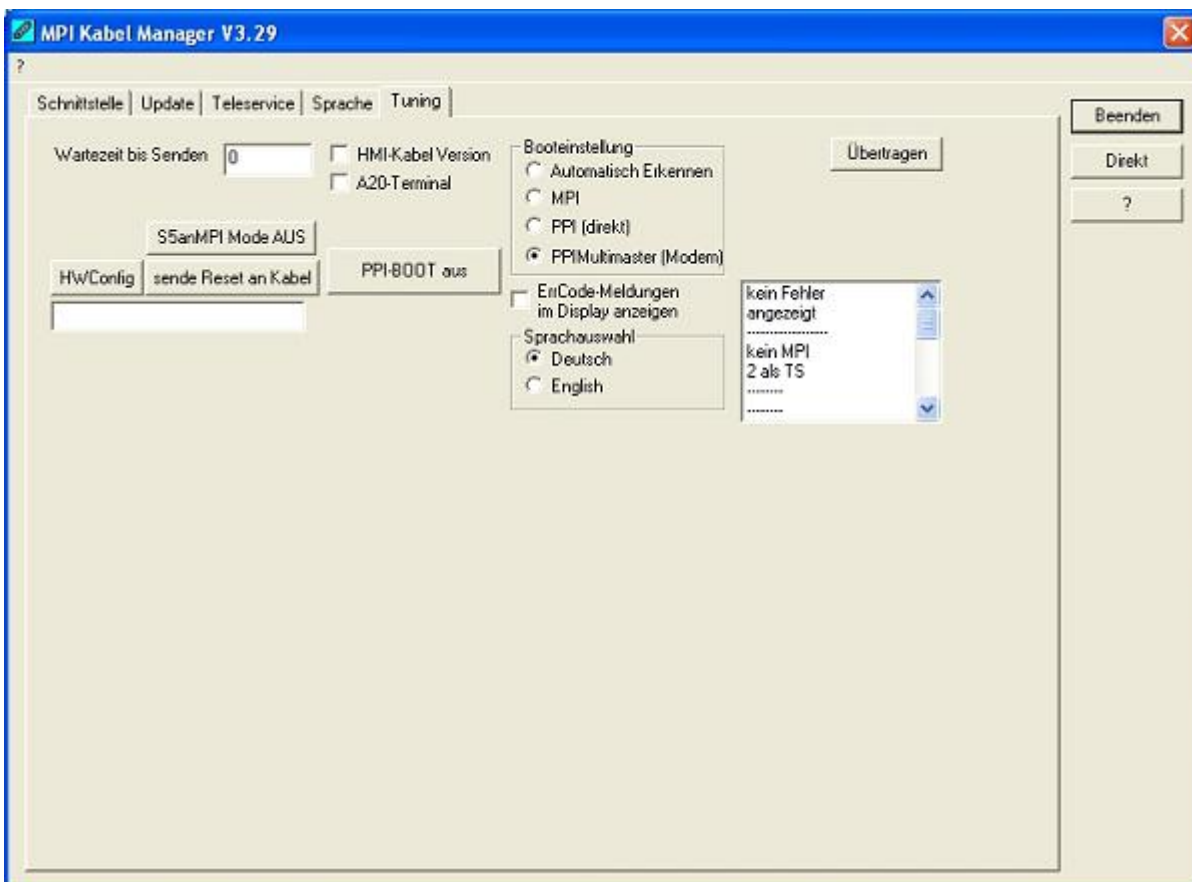 MPI Kabel Manager V3.29
?
Schnittstelle
Update
Teleservice
Sprache
Tuning
Beenden
Direkt
?
Wartezeit bis Senden
0
HMI-Kabel Version
A20-Terminal
Booteinstellung
Automatisch Erkennen
MPI
PPI (direkt)
PPIMultimaster (Modem)
Übertragen
S5anMPI Mode AUS
HWConfig
sende Reset an Kabel
PPI-BOOT aus
ErrCode-Meldungen
im Display anzeigen
Sprachauswahl
Deutsch
English
kein Fehler
angezeigt
-------------------
kein MPI
2 als TS
--------
--------